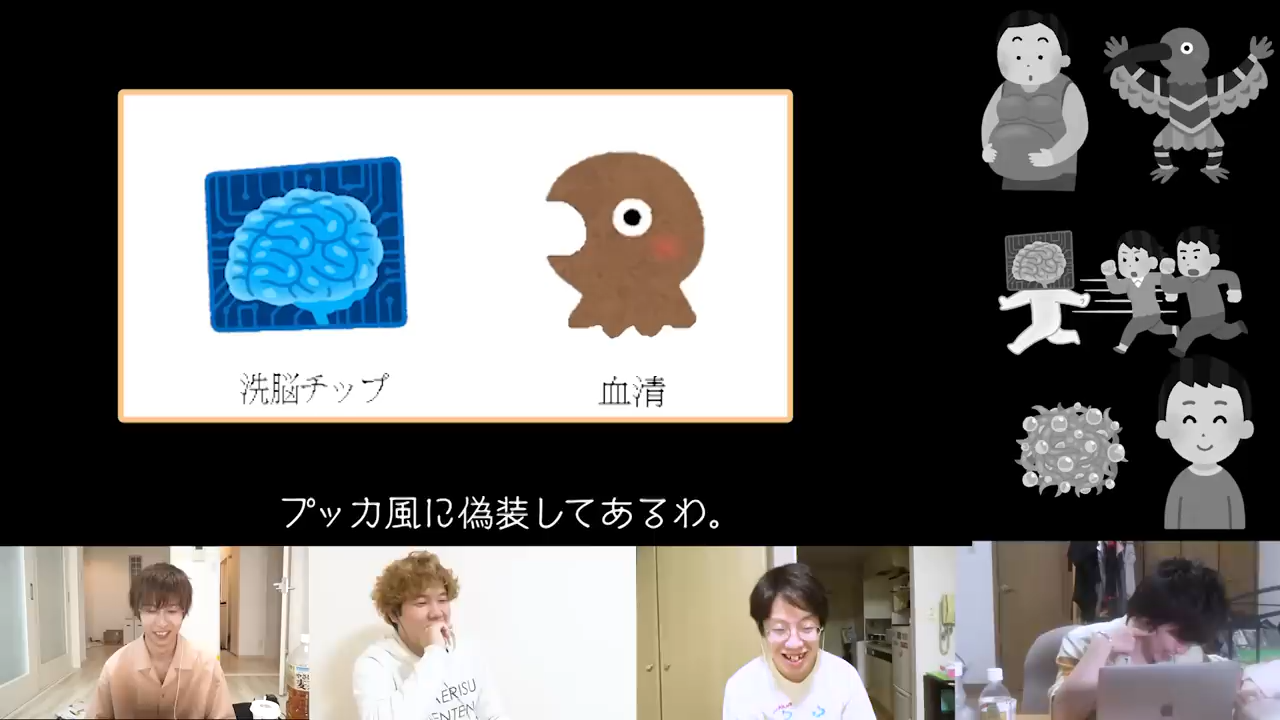 洗脳チップ
血清
プッカ風に偽装してあるわ。